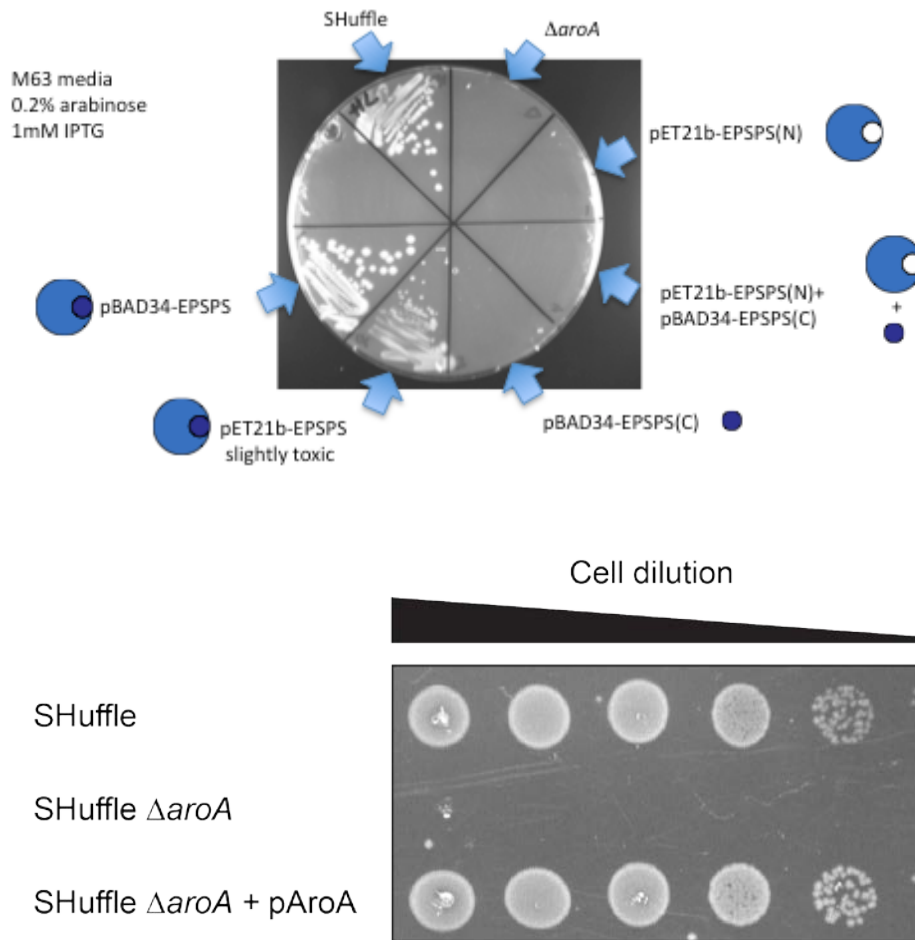 SHuffle
ΔaroA
M63 media
0.2% arabinose
1mM IPTG
pET21b-EPSPS(N)
pBAD34-EPSPS
pET21b-EPSPS(N)+
pBAD34-EPSPS(C)
+
pET21b-EPSPS
slightly toxic
pBAD34-EPSPS(C)
Cell dilution
SHuffle
SHuffle ΔaroA
SHuffle ΔaroA + pAroA